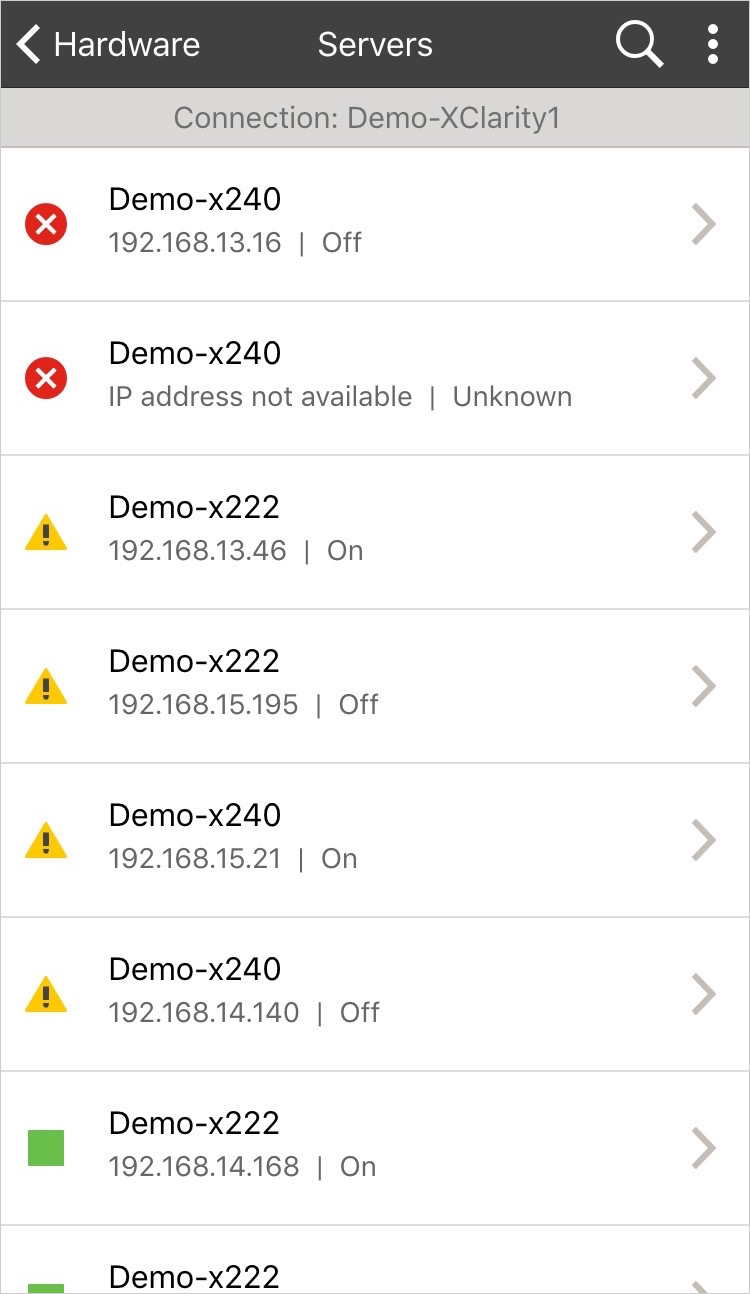 Hardware Servers
Connection: Demo-XClarity1
Demo-x240
192.168.13.16 | Off
Demo-x240
IP address not available | Unknown
Demo-x222
192.168.13.46 | On
Demo-x222
192.168.15.195 | Off
Demo-x240
192.168.15.21 | On
Demo-x240
192.168.14.140 | Off
Demo-x222
192.168.14.168 | On
Demo-x222